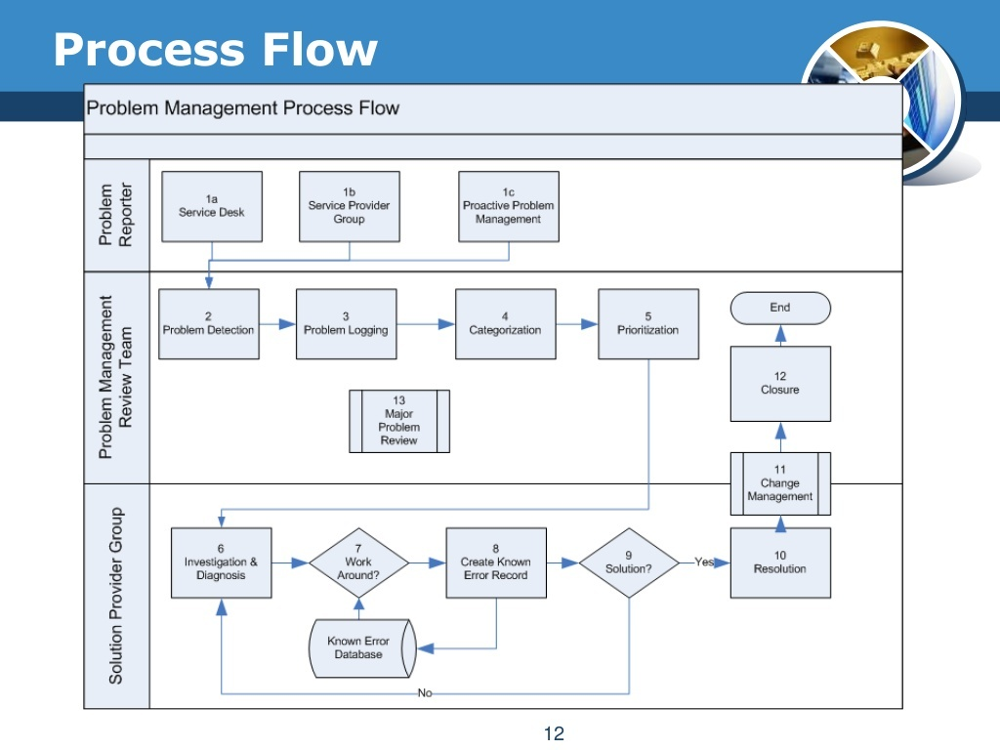 Process Flow
Problem Management Process Flow
Problem
Reporter
1a
Service Desk
1b
Service Provider
Group
1c
Proactive Problem
Management
Problem Management
Review Team
2
Problem Detection
3
Problem Logging
4
Categorization
5
Prioritization
End
12
Closure
13
Major
Problem
Review
11
Change
Management
Solution Provider Group
6
Investigation &
Diagnosis
7
Work
Around?
8
Create Known
Error Record
9
Solution?
Yes
10
Resolution
Known Error
Database
No
12